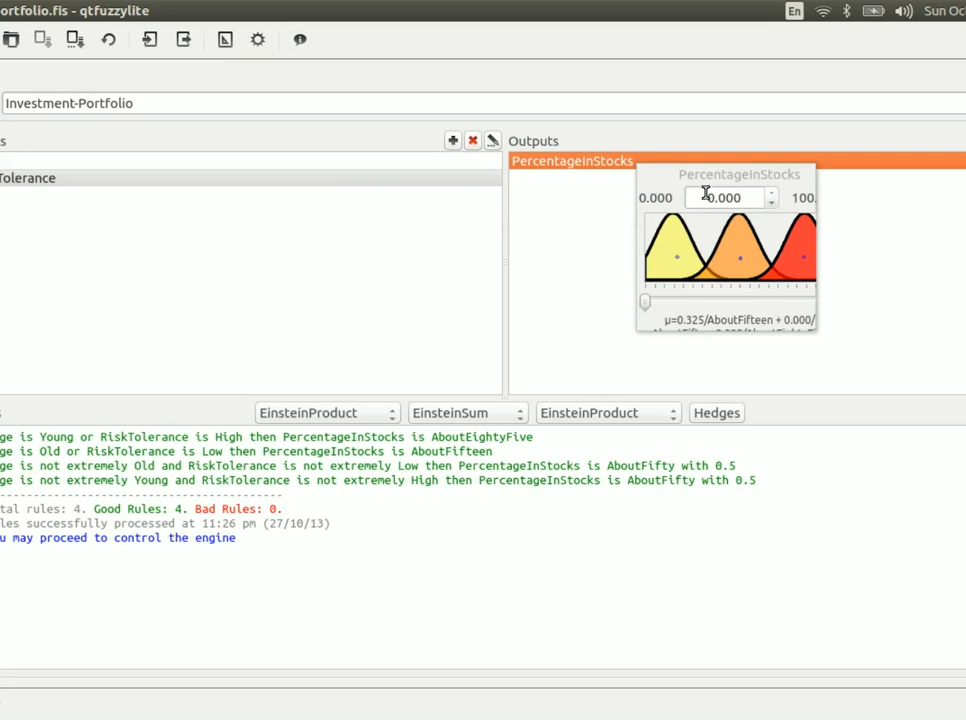 ortfolio.fis - qtfuzzylite
En
Sun Oc
Investment-Portfolio
s
Outputs
PercentageInStocks
Tolerance
PercentageInStocks
0.000
0.000
100.
μ=0.325/AboutFifteen + 0.000/
EinsteinProduct
EinsteinSum
EinsteinProduct
Hedges
ge is Young or RiskTolerance is High then PercentageInStocks is AboutEightyFive
ge is Old or RiskTolerance is Low then PercentageInStocks is AboutFifteen
ge is not extremely Old and RiskTolerance is not extremely Low then PercentageInStocks is AboutFifty with 0.5
ge is not extremely Young and RiskTolerance is not extremely High then PercentageInStocks is AboutFifty with 0.5
----------------------------------------
tal rules: 4. Good Rules: 4. Bad Rules: 0.
les successfully processed at 11:26 pm (27/10/13)
u may proceed to control the engine